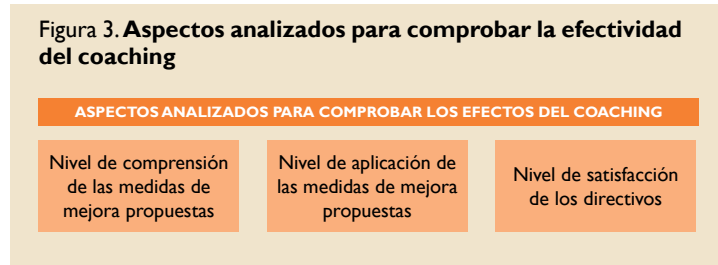 Figura 3. Aspectos analizados para comprobar la efectividad
del coaching
ASPECTOS ANALIZADOS PARA COMPROBAR LOS EFECTOS DEL COACHING
Nivel de comprensión
de las medidas de
mejora propuestas
Nivel de aplicación de
las medidas de mejora
propuestas
Nivel de satisfacción
de los directivos